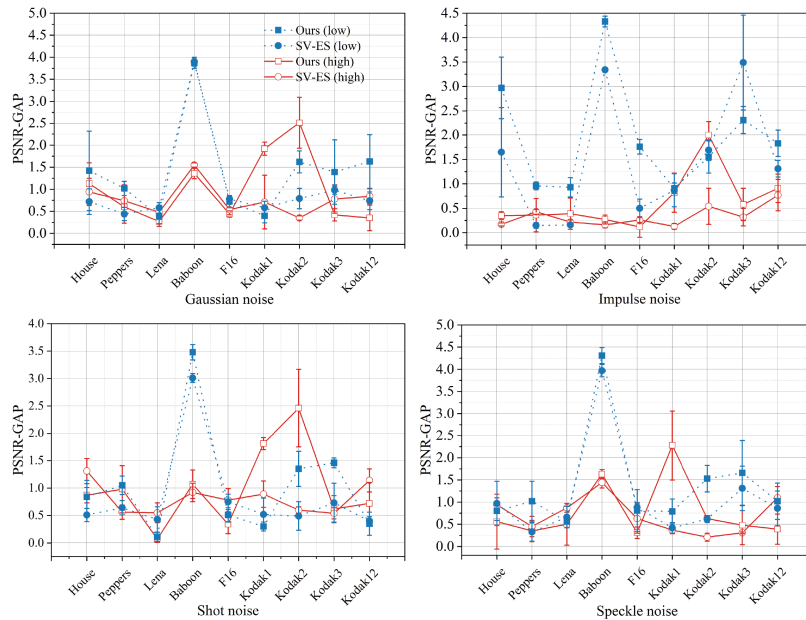 5.0
4.5
4.0
3.5
3.0
2.5
2.0
1.5
1.0
0.5
0.0
PSNR-GAP
Ours (low)
SV-ES (low)
Ours (high)
SV-ES (high)
House
Peppers
Lena
Baboon
F16
Kodak1
Kodak2
Kodak3
Kodak12
Gaussian noise
4.5
4.0
3.5
3.0
2.5
2.0
1.5
1.0
0.5
0.0
PSNR-GAP
House
Peppers
Lena
Baboon
F16
Kodak1
Kodak2
Kodak3
Kodak12
Impulse noise
4.0
3.5
3.0
2.5
2.0
1.5
1.0
0.5
0.0
PSNR-GAP
House
Peppers
Lena
Baboon
F16
Kodak1
Kodak2
Kodak3
Kodak12
Shot noise
5.0
4.5
4.0
3.5
3.0
2.5
2.0
1.5
1.0
0.5
0.0
PSNR-GAP
House
Peppers
Lena
Baboon
F16
Kodak1
Kodak2
Kodak3
Kodak12
Speckle noise